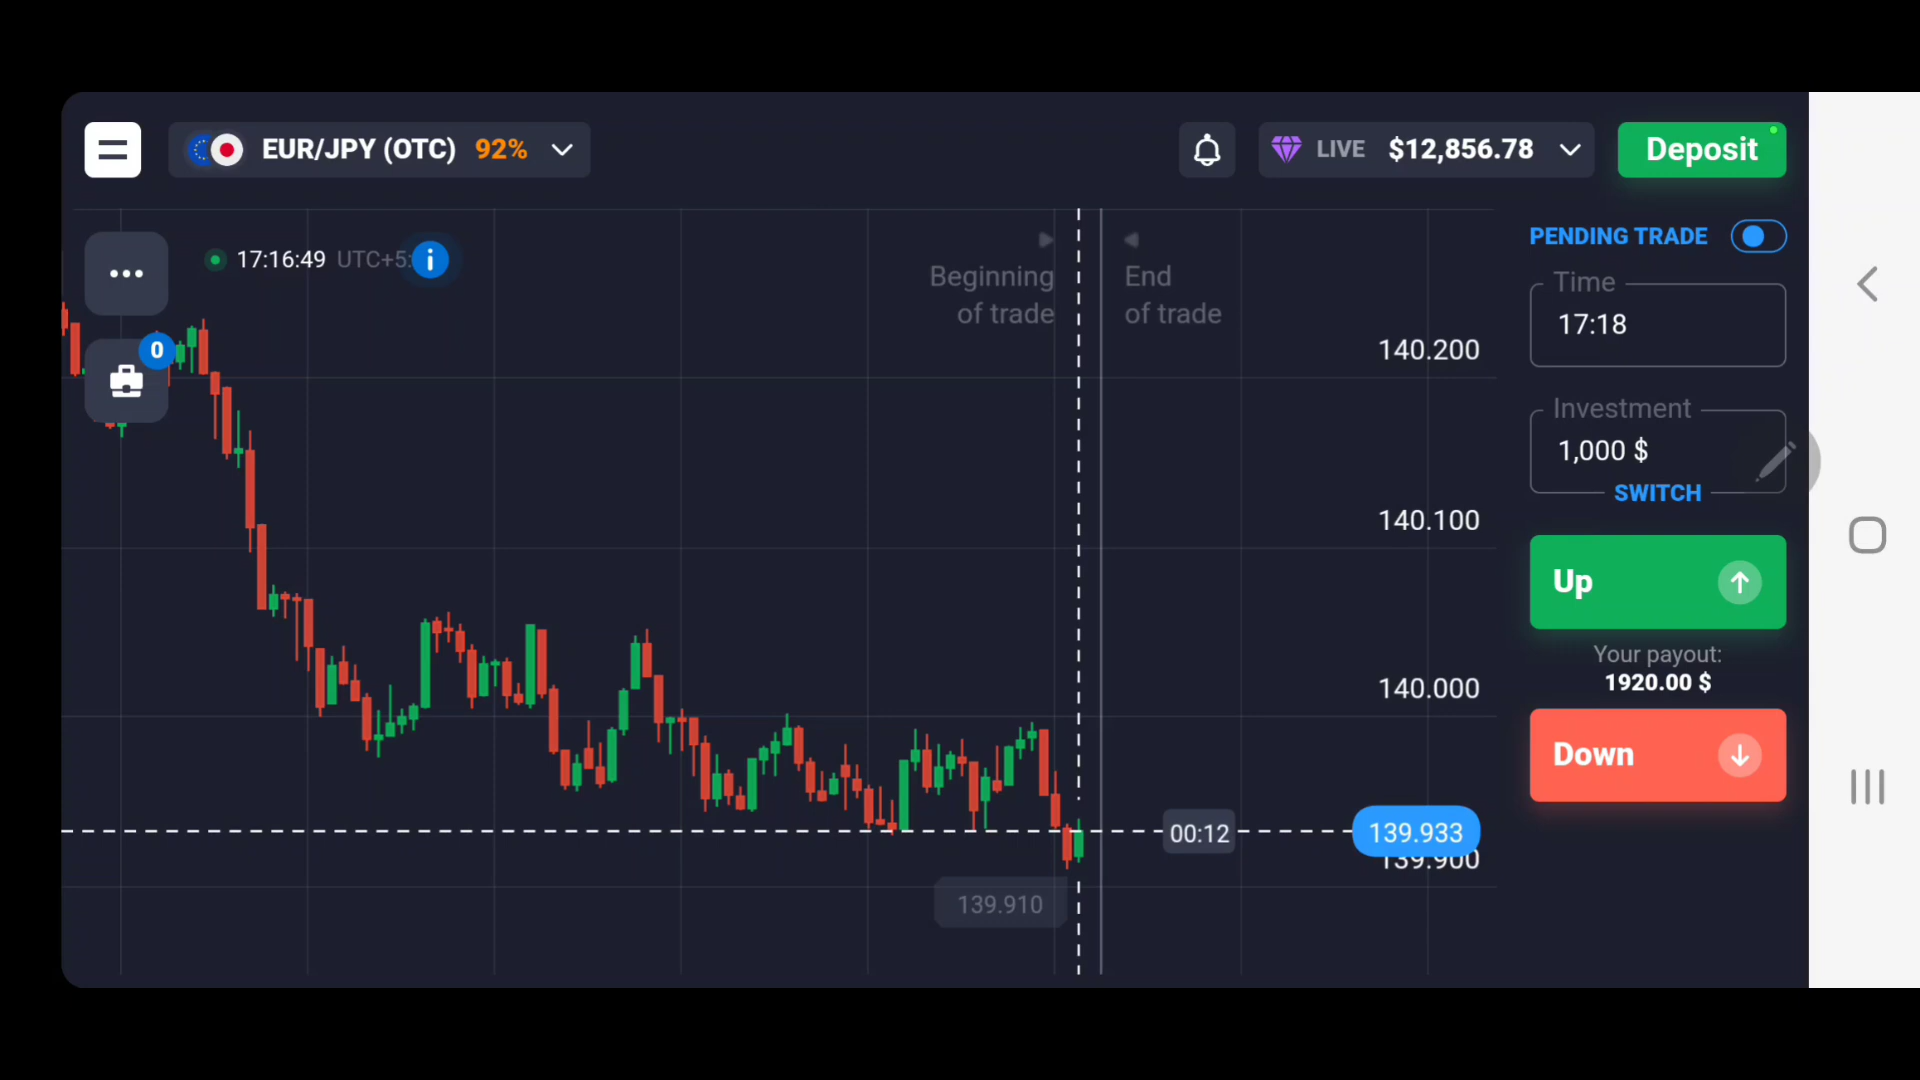 EUR/JPY (OTC) 92%
LIVE $12,856.78
Deposit
17:16:49 UTC+5:
Beginning
of trade
End
of trade
PENDING TRADE
Time
17:18
0
140.200
Investment
1,000 $
SWITCH
140.100
Up
Your payout:
1920.00 $
140.000
Down
00:12
139.933
139.900
139.910